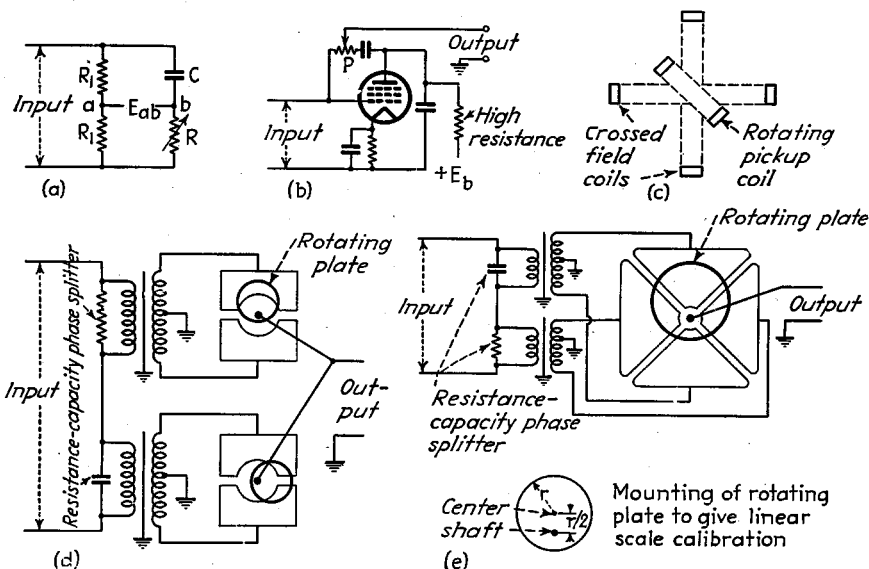 Input
R₁
a
E_ab
b
C
R₁
R
(a)
P
Output
Input
High
resistance
+E_b
(b)
Crossed
field
coils
Rotating
pickup
coil
(c)
Input
Resistance-capacity phase splitter
Rotating
plate
Out-
put
(d)
Rotating plate
Input
Output
Resistance-
capacity phase
splitter
r
r/2
Center
shaft
Mounting of rotating
plate to give linear
scale calibration
(e)